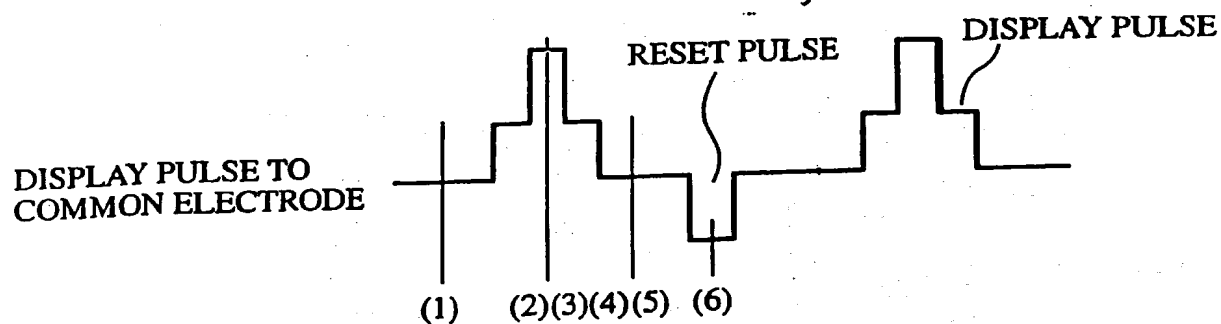 DISPLAY PULSE
RESET PULSE
DISPLAY PULSE TO
COMMON ELECTRODE
(1) (2)(3)(4)(5) (6)